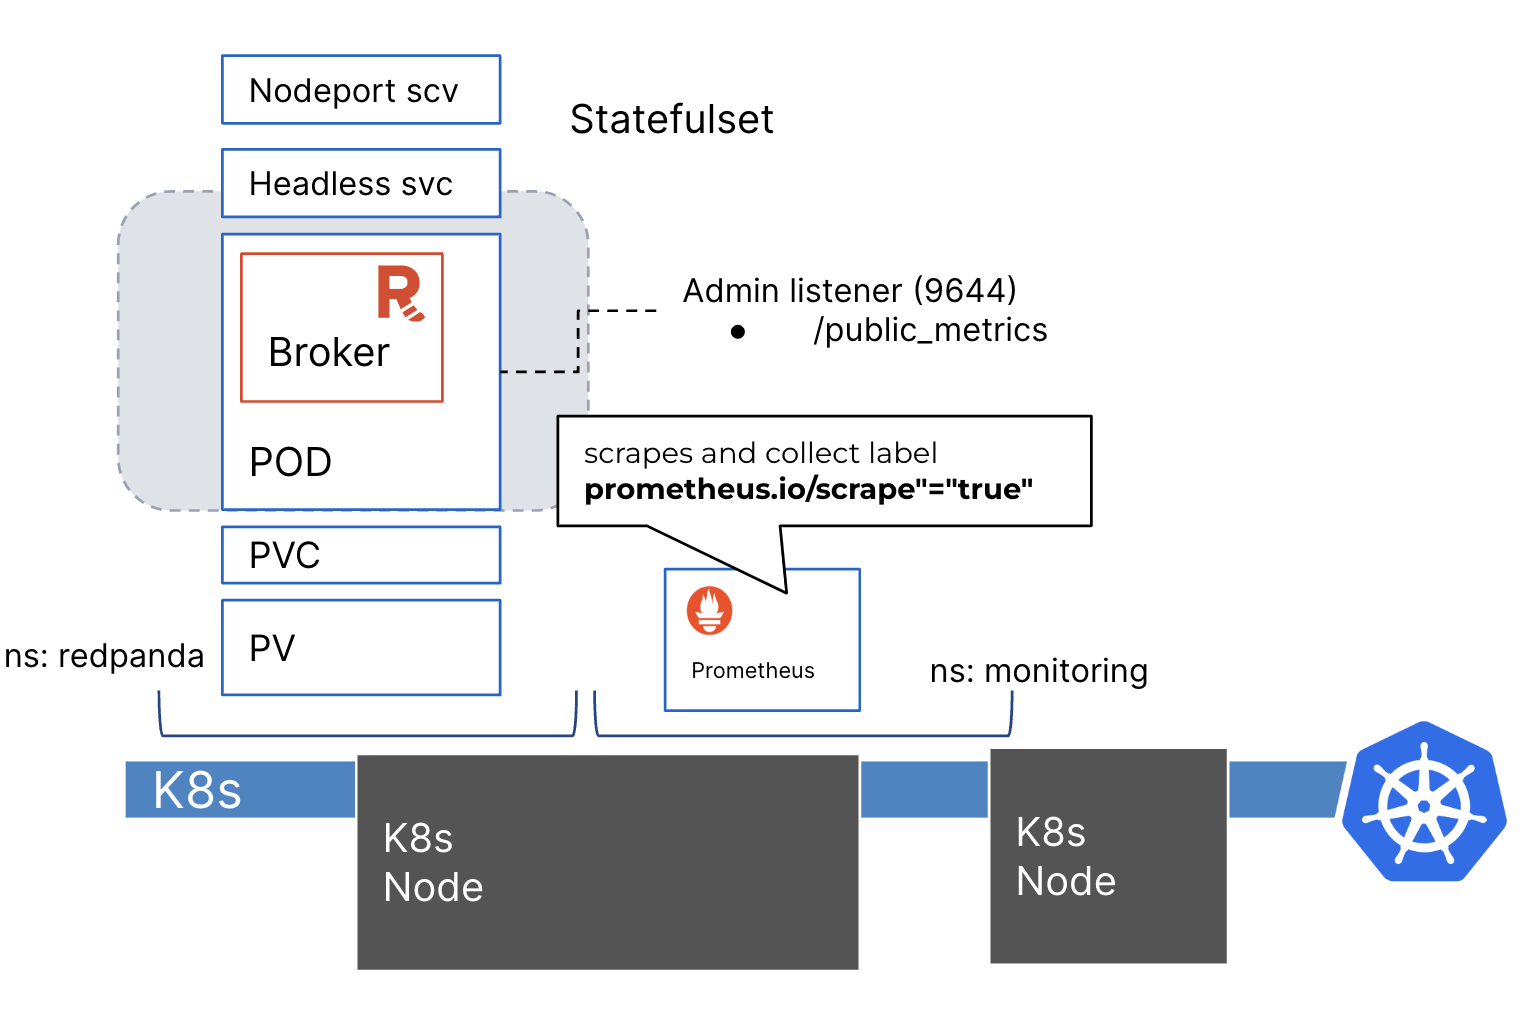 Nodeport scv
Statefulset
Headless svc
Broker
POD
Admin listener (9644)
● /public_metrics
scrapes and collect label
prometheus.io/scrape"="true"
PVC
PV
ns: redpanda
Prometheus
ns: monitoring
K8s
K8s
Node
K8s
Node